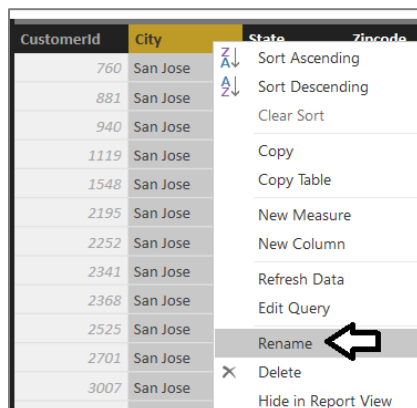 CustomerId City State Zipcode
760 San Jose
881 San Jose
940 San Jose
1119 San Jose
1548 San Jose
2195 San Jose
2252 San Jose
2341 San Jose
2368 San Jose
2525 San Jose
2701 San Jose
3007 San Jose
Z A Sort Ascending
A Z Sort Descending
Clear Sort
Copy
Copy Table
New Measure
New Column
Refresh Data
Edit Query
Rename
Delete
Hide in Report View